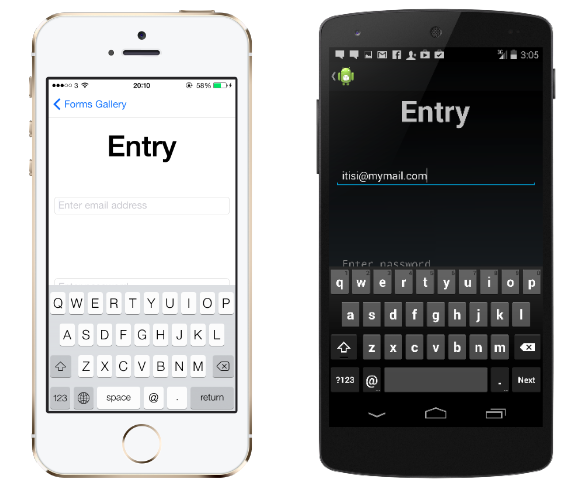 3
20:10
58%
Forms Gallery
Entry
Enter email address
Q W E R T Y U I O P
A S D F G H J K L
Z X C V B N M
123 space @ . return
3:05
Entry
itisi@mymail.com
Enter password
q w e r t y u i o p
a s d f g h j k l
z x c v b n m
?123 @ . Next